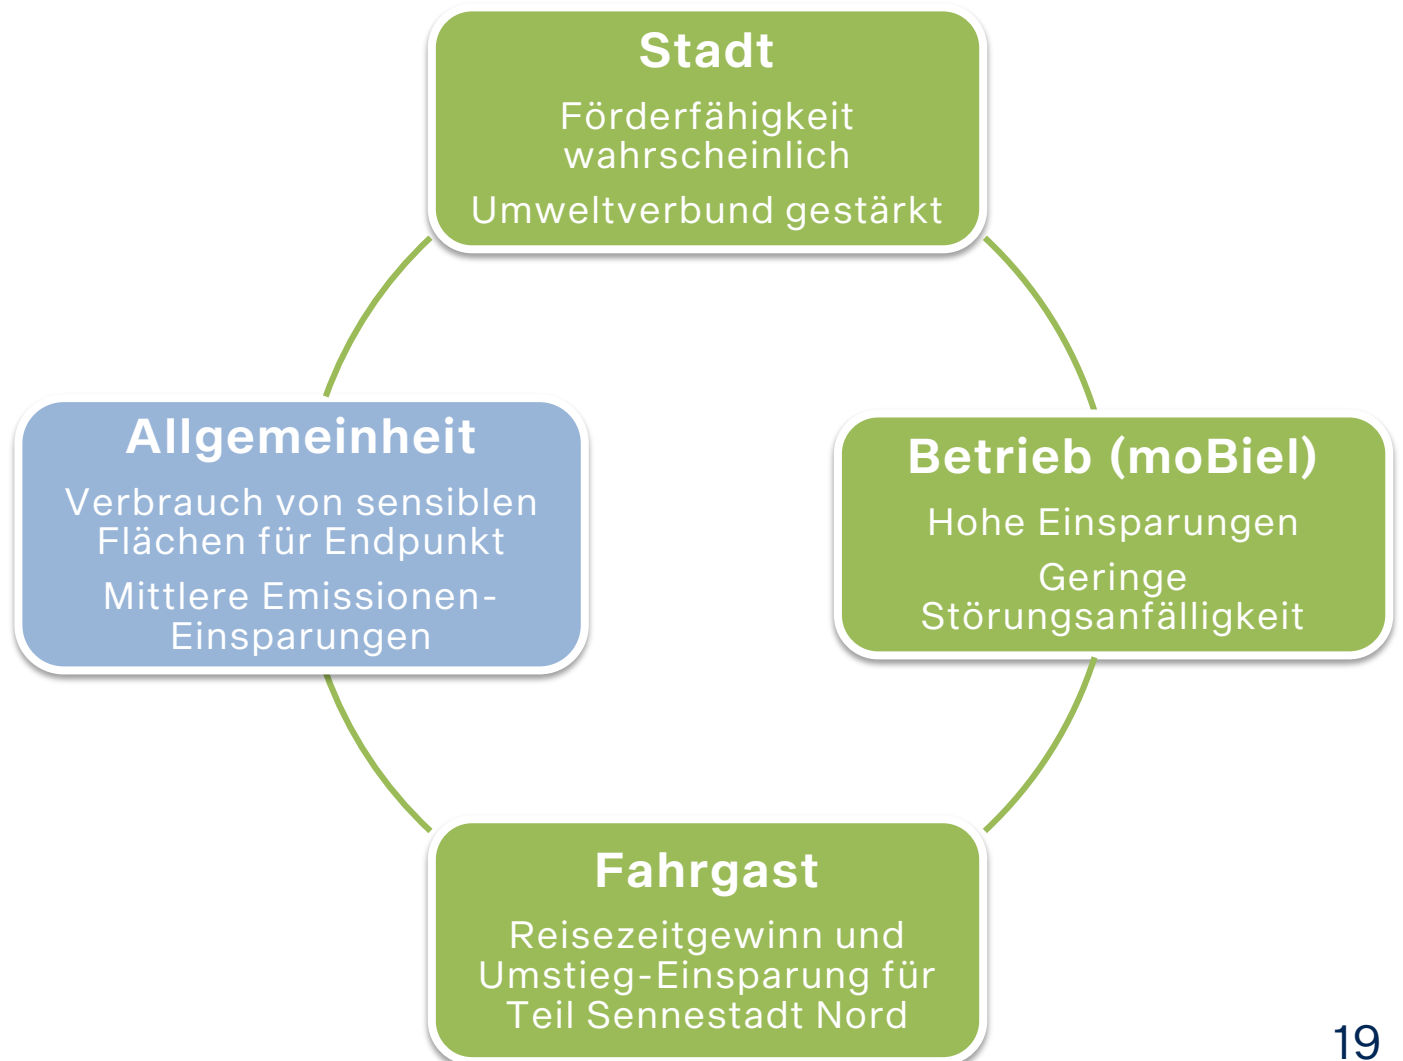 Stadt
Förderfähigkeit
wahrscheinlich
Umweltverbund gestärkt
Allgemeinheit
Verbrauch von sensiblen
Flächen für Endpunkt
Mittlere Emissionen-
Einsparungen
Betrieb (moBiel)
Hohe Einsparungen
Geringe
Störungsanfälligkeit
Fahrgast
Reisezeitgewinn und
Umstieg-Einsparung für
Teil Sennestadt Nord
19